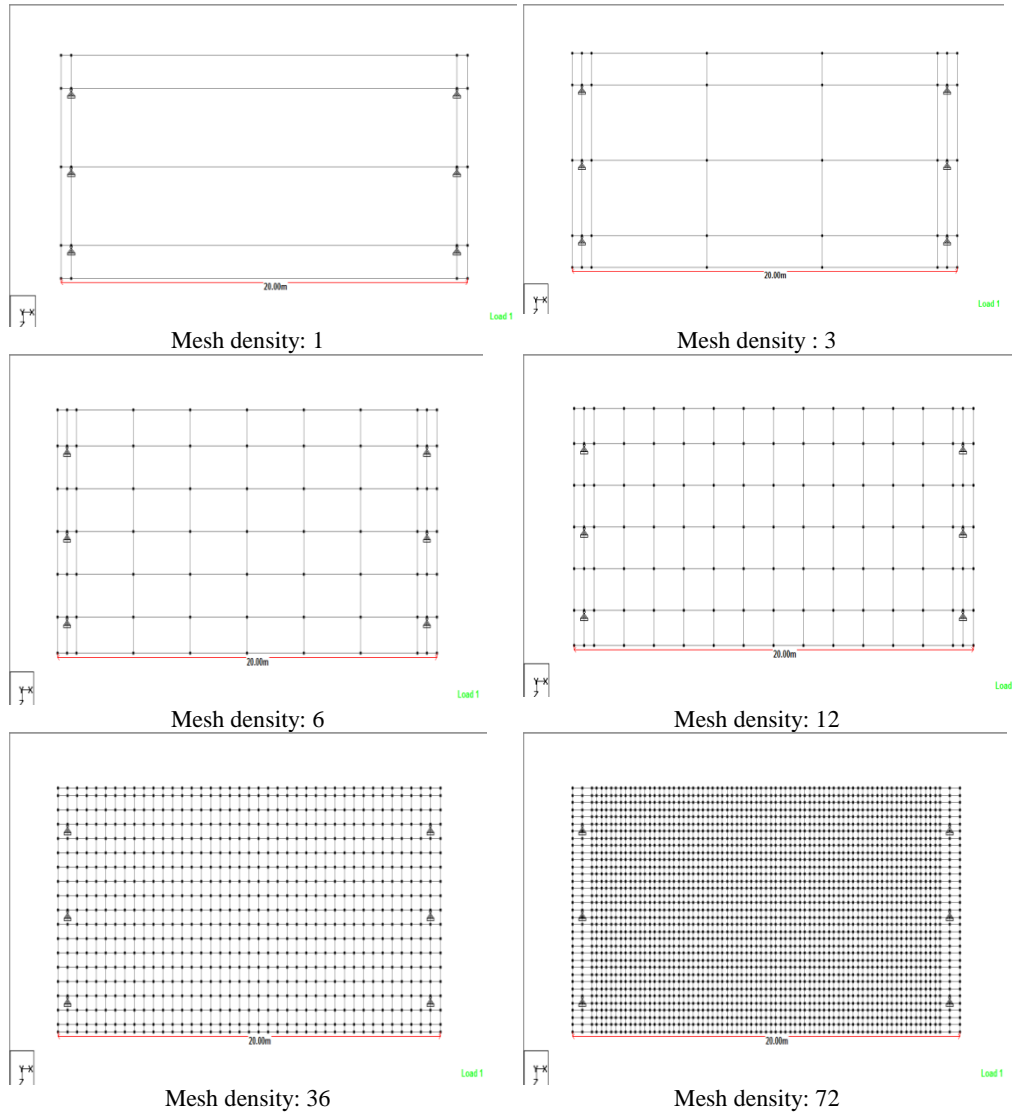 20.00m
Y X
Z
Load 1
Mesh density: 1
20.00m
Y X
Z
Load 1
Mesh density : 3
20.00m
Y X
Z
Load 1
Mesh density: 6
20.00m
Y X
Z
Load
Mesh density: 12
20.00m
Y X
Z
Load 1
Mesh density: 36
20.00m
Y X
Z
Load 1
Mesh density: 72